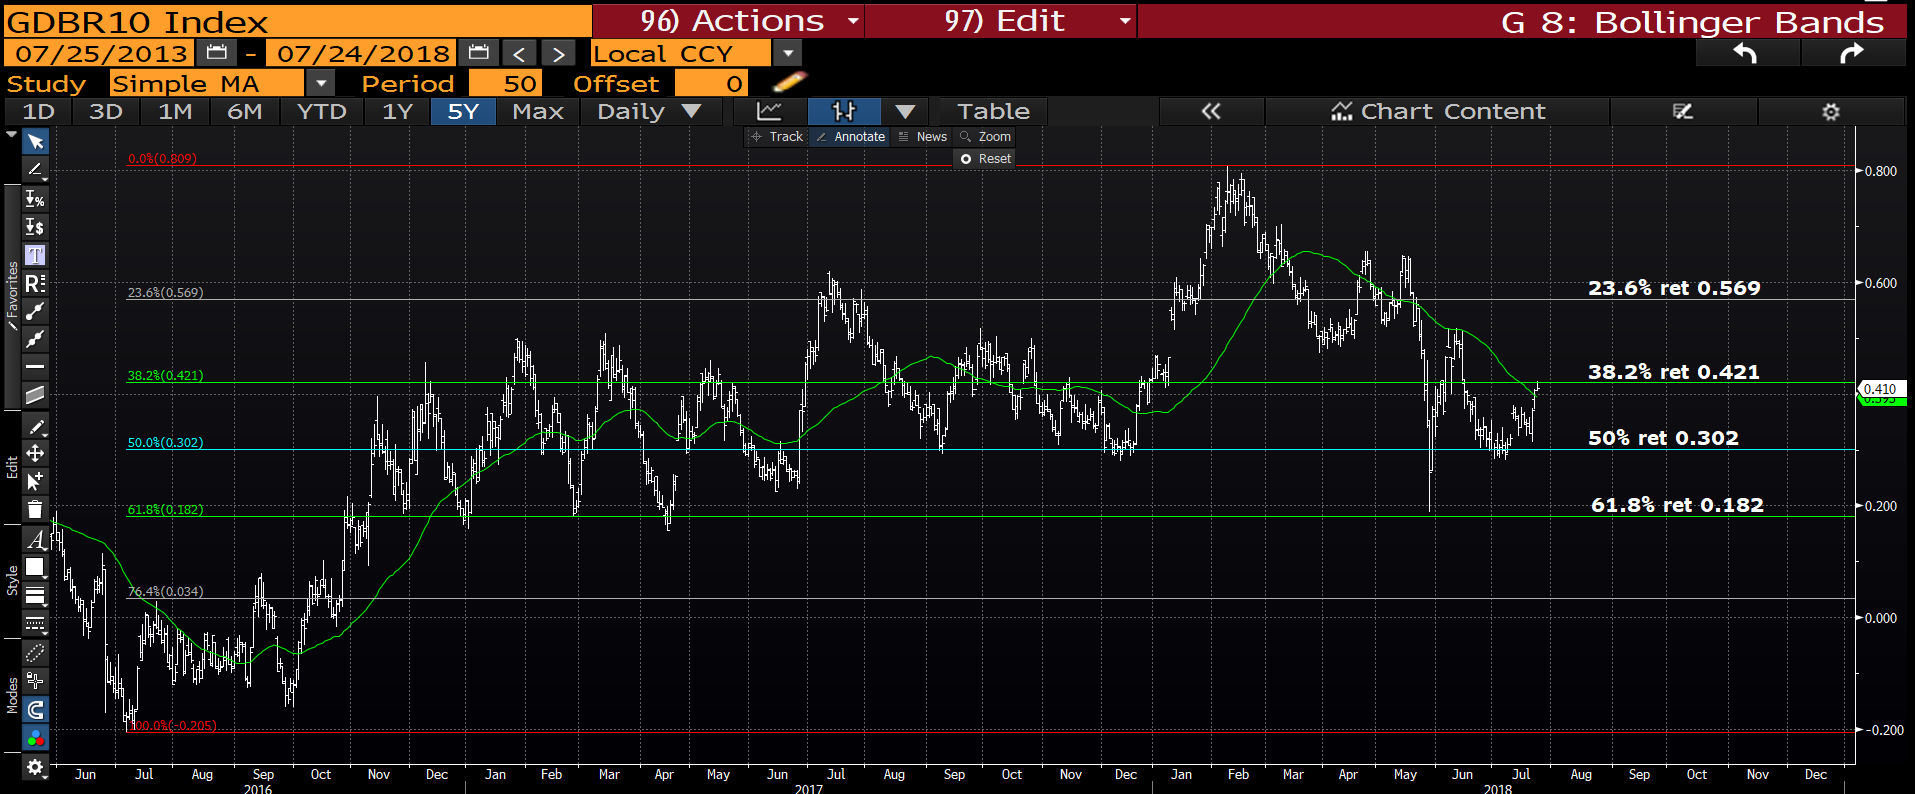 GDBR10 Index 96) Actions 97) Edit G 8: Bollinger Bands
07/25/2013 - 07/24/2018 < > Local CCY
Study Simple MA Period 50 Offset 0
1D 3D 1M 6M YTD 1Y 5Y Max Daily Table « Chart Content
Track Annotate News Zoom
Reset
Favorites
Edit
Style
Modes
% 
$
T
R
A
0.0%(0.809)
23.6%(0.569)
38.2%(0.421)
50.0%(0.302)
61.8%(0.182)
76.4%(0.034)
100.0%(-0.205)
23.6% ret 0.569
38.2% ret 0.421
50% ret 0.302
61.8% ret 0.182
0.800
0.600
0.410
0.393
0.200
0.000
-0.200
Jun Jul Aug Sep Oct Nov Dec Jan Feb Mar Apr May Jun Jul Aug Sep Oct Nov Dec Jan Feb Mar Apr May Jun Jul Aug Sep Oct Nov Dec
2016 2017 2018